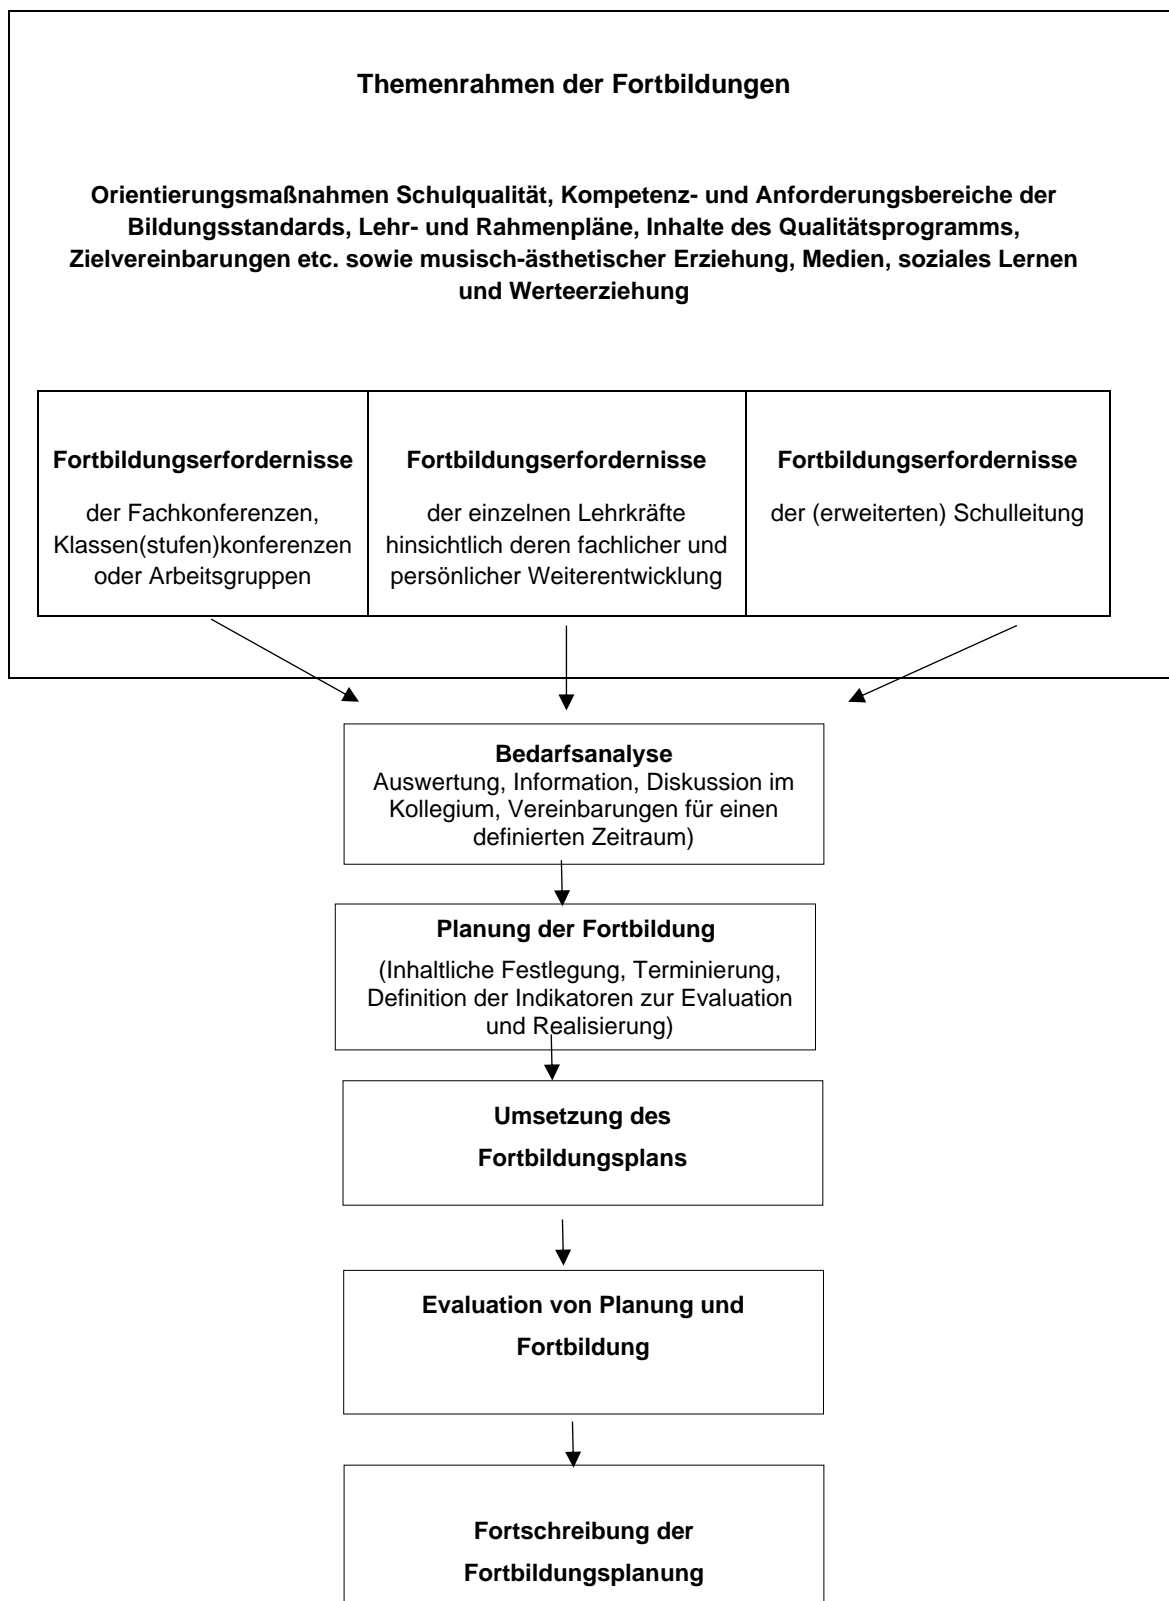 Themenrahmen der Fortbildungen
Orientierungsmaßnahmen Schulqualität, Kompetenz- und Anforderungsbereiche der
Bildungsstandards, Lehr- und Rahmenpläne, Inhalte des Qualitätsprogramms,
Zielvereinbarungen etc. sowie musisch-ästhetischer Erziehung, Medien, soziales Lernen
und Werteerziehung
Fortbildungserfordernisse
der Fachkonferenzen,
Klassen(stufen)konferenzen
oder Arbeitsgruppen
Fortbildungserfordernisse
der einzelnen Lehrkräfte
hinsichtlich deren fachlicher und
persönlicher Weiterentwicklung
Fortbildungserfordernisse
der (erweiterten) Schulleitung
Bedarfsanalyse
Auswertung, Information, Diskussion im
Kollegium, Vereinbarungen für einen
definierten Zeitraum)
Planung der Fortbildung
(Inhaltliche Festlegung, Terminierung,
Definition der Indikatoren zur Evaluation
und Realisierung)
Umsetzung des
Fortbildungsplans
Evaluation von Planung und
Fortbildung
Fortschreibung der
Fortbildungsplanung